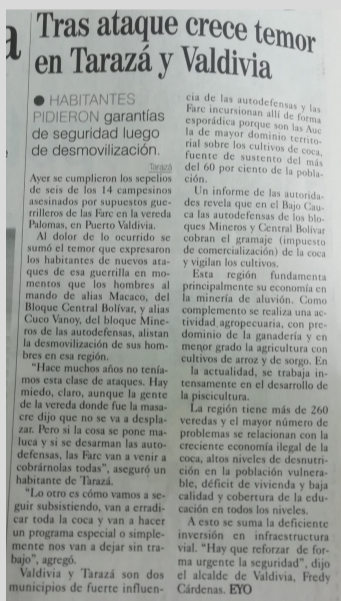 a
Tras ataque crece temor
en Tarazá y Valdivia
● HABITANTES
PIDIERON garantías
de seguridad luego
de desmovilización.
Tarazá
Ayer se cumplieron los sepelios
de seis de los 14 campesinos
asesinados por supuestos guerri-
lleros de las Farc en la vereda
Palomas, en Puerto Valdivia.
Al dolor de lo ocurrido se
sumó el temor que expresaron
los habitantes de nuevos ata-
ques de esa guerrilla en mo-
mentos que los hombres al
mando de alias Macaco, del
Bloque Central Bolívar, y alias
Cuco Vanoy, del bloque Mine-
ros de las autodefensas, alistan
la desmovilización de sus hom-
bres en esa región.
"Hace muchos años no tenía-
mos esta clase de ataques. Hay
miedo, claro, aunque la gente
de la vereda donde fue la masa-
cre dijo que no se va a despla-
zar. Pero si la cosa se pone ma-
luca y si se desarman las auto-
defensas, las Farc van a venir a
cobrárnolas todas", aseguró un
habitante de Tarazá.
"Lo otro es cómo vamos a se-
guir subsistiendo, van a erradi-
car toda la coca y van a hacer
un programa especial o simple-
mente nos van a dejar sin tra-
bajo", agregó.
Valdivia y Tarazá son dos
municipios de fuerte influen-
cia de las autodefensas y las
Farc incursionan allí de forma
esporádica porque son las Auc
la de mayor dominio territo-
rial sobre los cultivos de coca,
fuente de sustento del más
del 60 por ciento de la pobla-
ción.
Un informe de las autorida-
des revela que en el Bajo Cau-
ca las autodefensas de los blo-
ques Mineros y Central Bolívar
cobran el gramaje (impuesto
de comercialización) de la coca
y vigilan los cultivos.
Esta región fundamenta
principalmente su economía en
la minería de aluvión. Como
complemento se realiza una ac-
tividad agropecuaria, con pre-
dominio de la ganadería y en
menor grado la agricultura con
cultivos de arroz y de sorgo. En
la actualidad, se trabaja in-
tensamente en el desarrollo de
la piscicultura.
La región tiene más de 260
veredas y el mayor número de
problemas se relacionan con la
creciente economía ilegal de la
coca, altos niveles de desnutri-
ción en la población vulnera-
ble, déficit de vivienda y baja
calidad y cobertura de la edu-
cación en todos los niveles.
A esto se suma la deficiente
inversión en infraestructura
vial. "Hay que reforzar de for-
ma urgente la seguridad", dijo
el alcalde de Valdivia, Fredy
Cárdenas. EYO